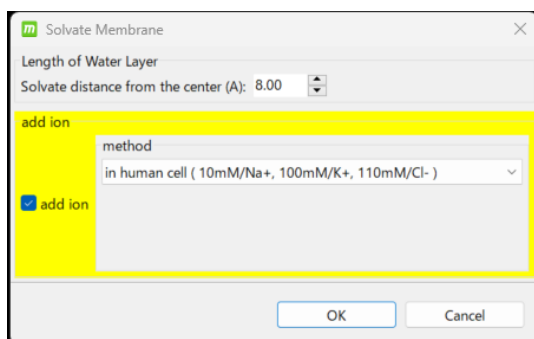 m Solvate Membrane
Length of Water Layer
Solvate distance from the center (A): 8.00
add ion
method
in human cell ( 10mM/Na+, 100mM/K+, 110mM/Cl- )
add ion
OK Cancel